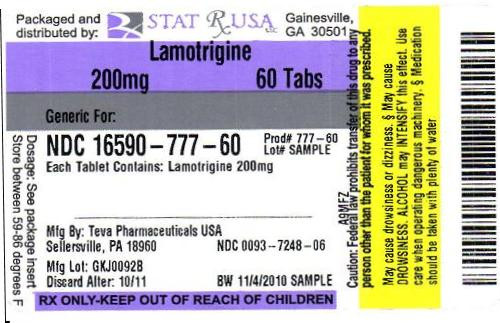 Packaged and distributed by:
STAT Rx USA LLC
Gainesville, GA 30501
Lamotrigine
200mg 60 Tabs
Generic For:
NDC 16590-777-60
Prod# 777-60
Lot# SAMPLE
Each Tablet Contains: Lamotrigine 200mg
Mfg By: Teva Pharmaceuticals USA
Sellersville, PA 18960 NDC 0093-7248-06
Mfg Lot: GKJ0092B
Discard After: 10/11 BW 11/4/2010 SAMPLE
RX ONLY-KEEP OUT OF REACH OF CHILDREN
Dosage: See package insert
Store between 59-86 degrees F
A9MFZ
Caution: Federal law prohibits transfer of this drug to any
person other than the patient for whom it was prescribed.
May cause drowsiness or dizziness. § May cause
DROWSINESS. ALCOHOL may INTENSIFY this effect. Use
care when operating dangerous machinery. § Medication
should be taken with plenty of water